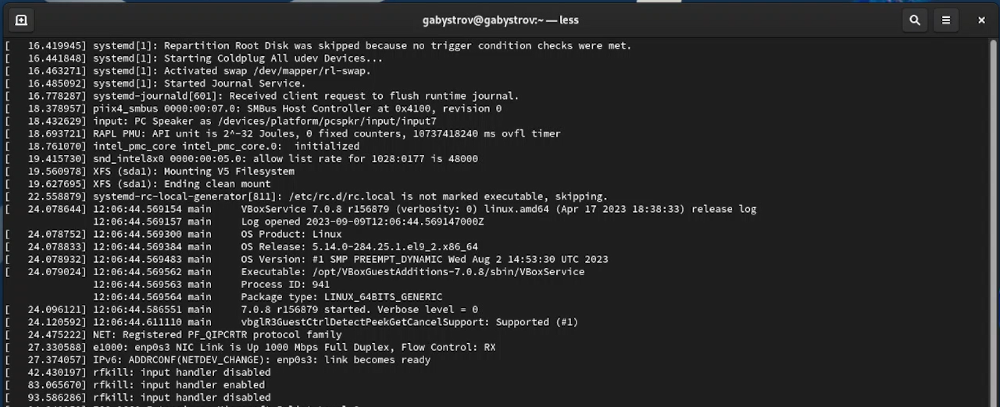 gabystrov@gabystrov:~ — less
[   16.419945] systemd[1]: Repartition Root Disk was skipped because no trigger condition checks were met.
[   16.441848] systemd[1]: Starting Coldplug All udev Devices...
[   16.463271] systemd[1]: Activated swap /dev/mapper/rl-swap.
[   16.485092] systemd[1]: Started Journal Service.
[   16.778287] systemd-journald[601]: Received client request to flush runtime journal.
[   18.378957] piix4_smbus 0000:00:07.0: SMBus Host Controller at 0x4100, revision 0
[   18.432629] input: PC Speaker as /devices/platform/pcspkr/input/input7
[   18.693721] RAPL PMU: API unit is 2^-32 Joules, 0 fixed counters, 10737418240 ms ovfl timer
[   18.761070] intel_pmc_core intel_pmc_core.0:  initialized
[   19.415730] snd_intel8x0 0000:00:05.0: allow list rate for 1028:0177 is 48000
[   19.560978] XFS (sda1): Mounting V5 Filesystem
[   19.627695] XFS (sda1): Ending clean mount
[   22.558879] systemd-rc-local-generator[811]: /etc/rc.d/rc.local is not marked executable, skipping.
[   24.078644] 12:06:44.569154 main     VBoxService 7.0.8 r156879 (verbosity: 0) linux.amd64 (Apr 17 2023 18:38:33) release log
               12:06:44.569157 main     Log opened 2023-09-09T12:06:44.569147000Z
[   24.078752] 12:06:44.569300 main     OS Product: Linux
[   24.078833] 12:06:44.569384 main     OS Release: 5.14.0-284.25.1.el9_2.x86_64
[   24.078932] 12:06:44.569483 main     OS Version: #1 SMP PREEMPT_DYNAMIC Wed Aug 2 14:53:30 UTC 2023
[   24.079024] 12:06:44.569562 main     Executable: /opt/VBoxGuestAdditions-7.0.8/sbin/VBoxService
               12:06:44.569563 main     Process ID: 941
               12:06:44.569564 main     Package type: LINUX_64BITS_GENERIC
[   24.096121] 12:06:44.586551 main     7.0.8 r156879 started. Verbose level = 0
[   24.120592] 12:06:44.611110 main     vbglR3GuestCtrlDetectPeekGetCancelSupport: Supported (#1)
[   24.475222] NET: Registered PF_QIPCRTR protocol family
[   27.330588] e1000: enp0s3 NIC Link is Up 1000 Mbps Full Duplex, Flow Control: RX
[   27.374057] IPv6: ADDRCONF(NETDEV_CHANGE): enp0s3: link becomes ready
[   42.430197] rfkill: input handler disabled
[   83.065670] rfkill: input handler enabled
[   93.586286] rfkill: input handler disabled